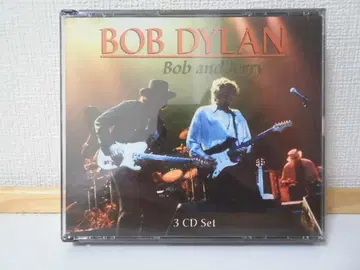 BOB DYLAN
Bob and Jerry
3 CD Set